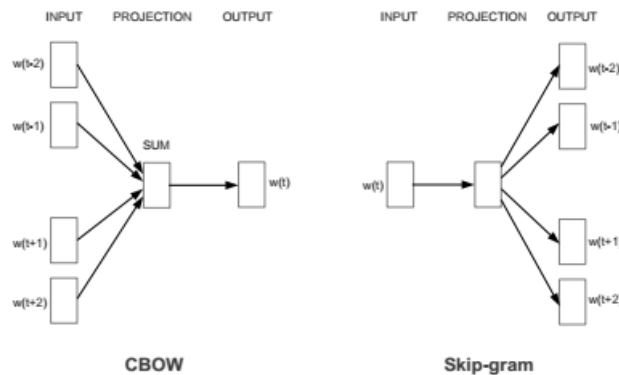 INPUT PROJECTION OUTPUT
w(t-2)
w(t-1)
SUM
w(t)
w(t+1)
w(t+2)
CBOW
INPUT PROJECTION OUTPUT
w(t-2)
w(t-1)
w(t)
w(t+1)
w(t+2)
Skip-gram